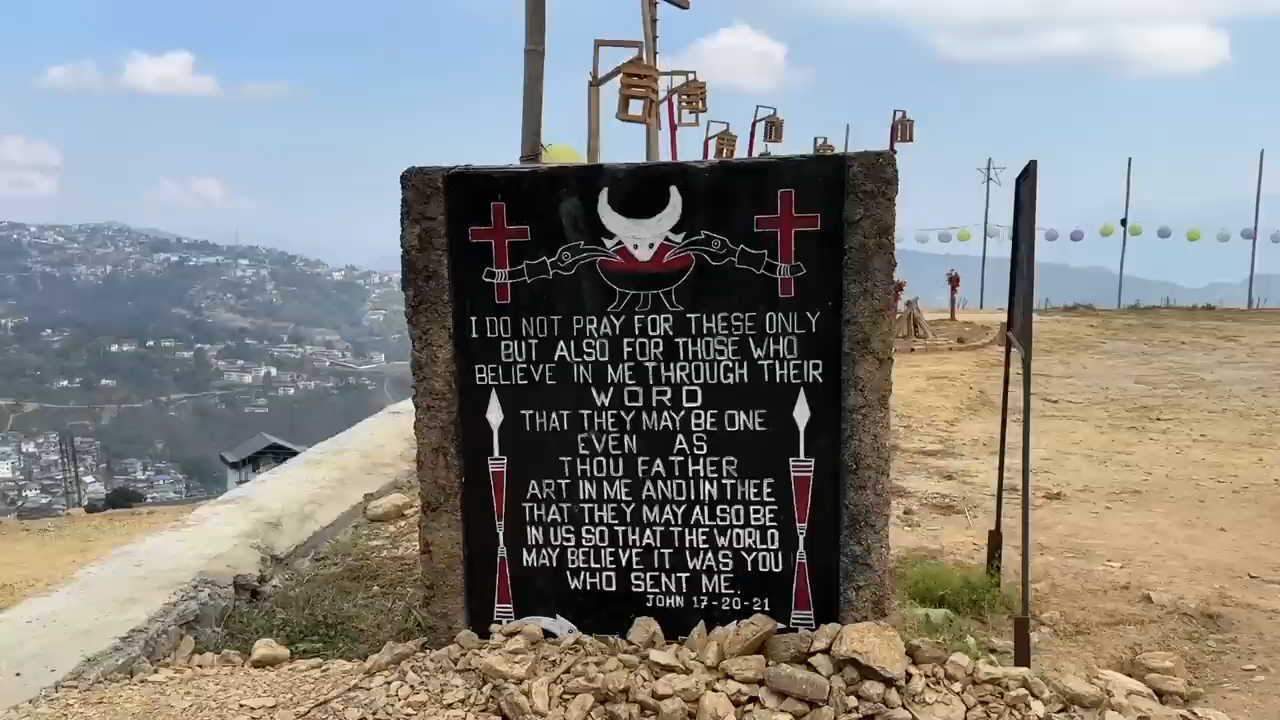 I DO NOT PRAY FOR THESE ONLY
BUT ALSO FOR THOSE WHO
BELIEVE IN ME THROUGH THEIR
WORD
THAT THEY MAY BE ONE
EVEN AS
THOU FATHER
ART IN ME AND I IN THEE
THAT THEY MAY ALSO BE
IN US SO THAT THE WORLD
MAY BELIEVE IT WAS YOU
WHO SENT ME.
JOHN 17-20-21